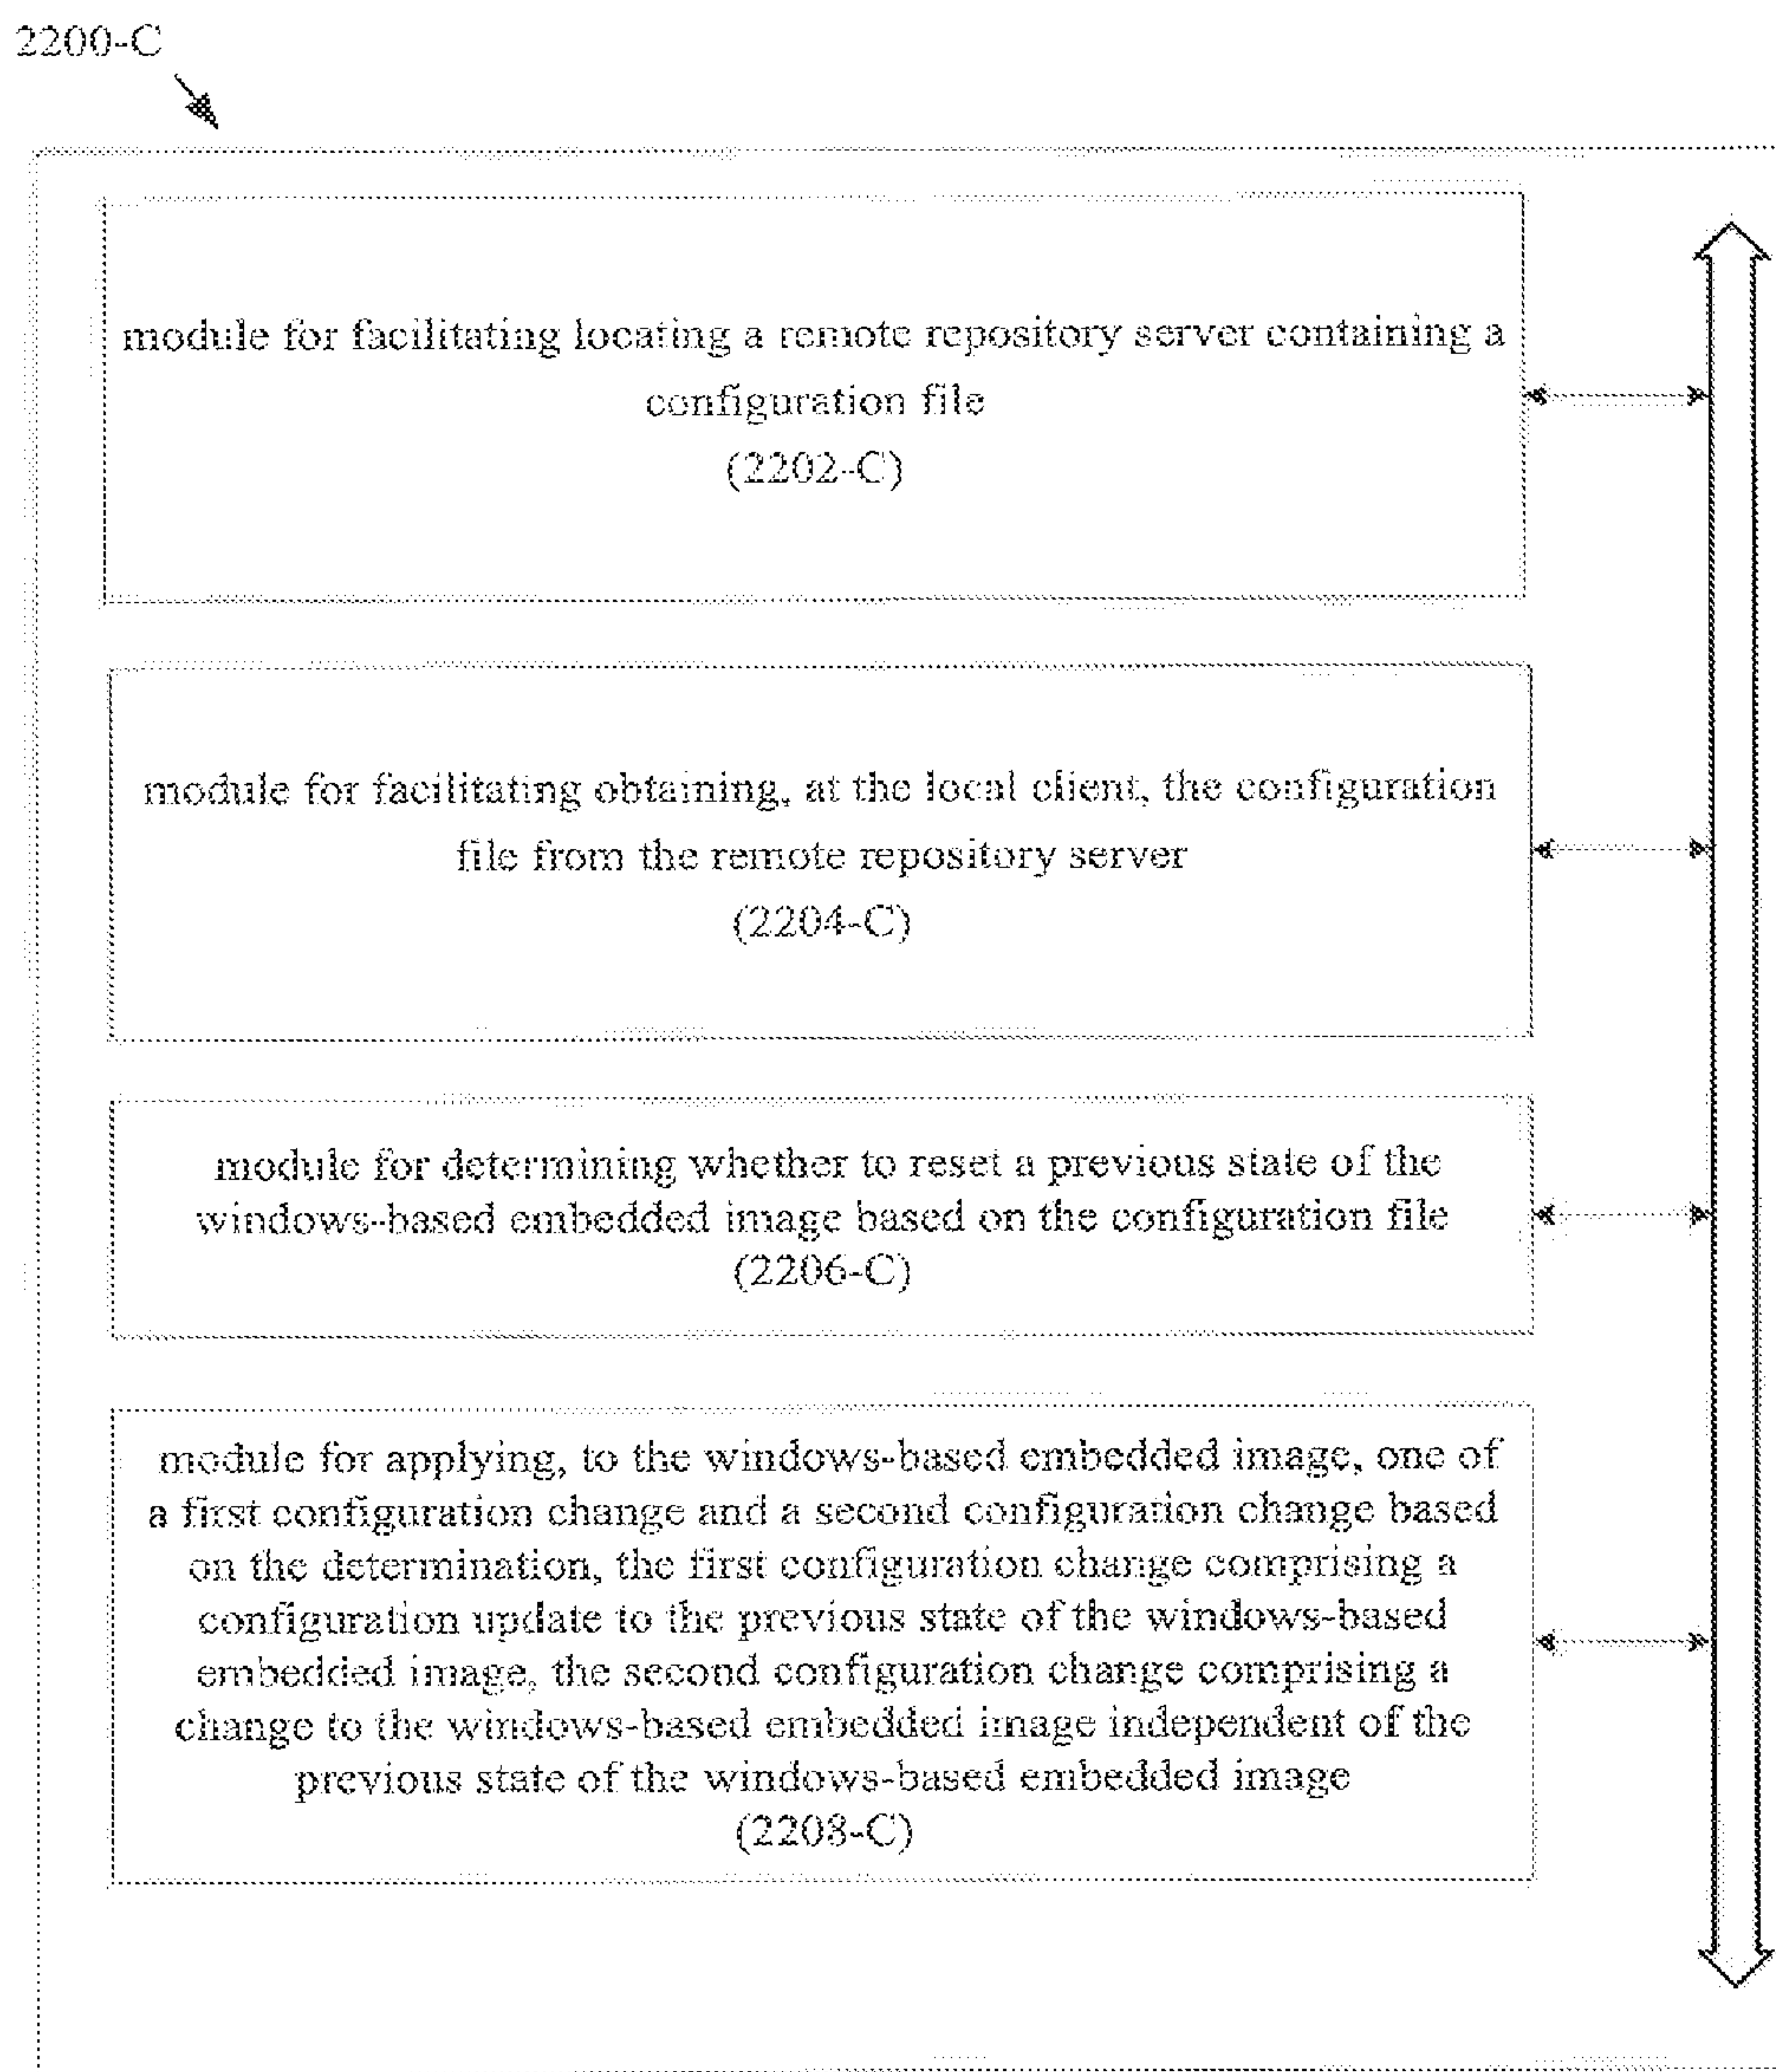 2200-C
module for facilitating locating a remote repository server containing a
configuration file
(2202-C)
module for facilitating obtaining, at the local client, the configuration
file from the remote repository server
(2204-C)
module for determining whether to reset a previous state of the
windows-based embedded image based on the configuration file
(2206-C)
module for applying, to the windows-based embedded image, one of
a first configuration change and a second configuration change based
on the determination, the first configuration change comprising a
configuration update to the previous state of the windows-based
embedded image, the second configuration change comprising a
change to the windows-based embedded image independent of the
previous state of the windows-based embedded image
(2208-C)